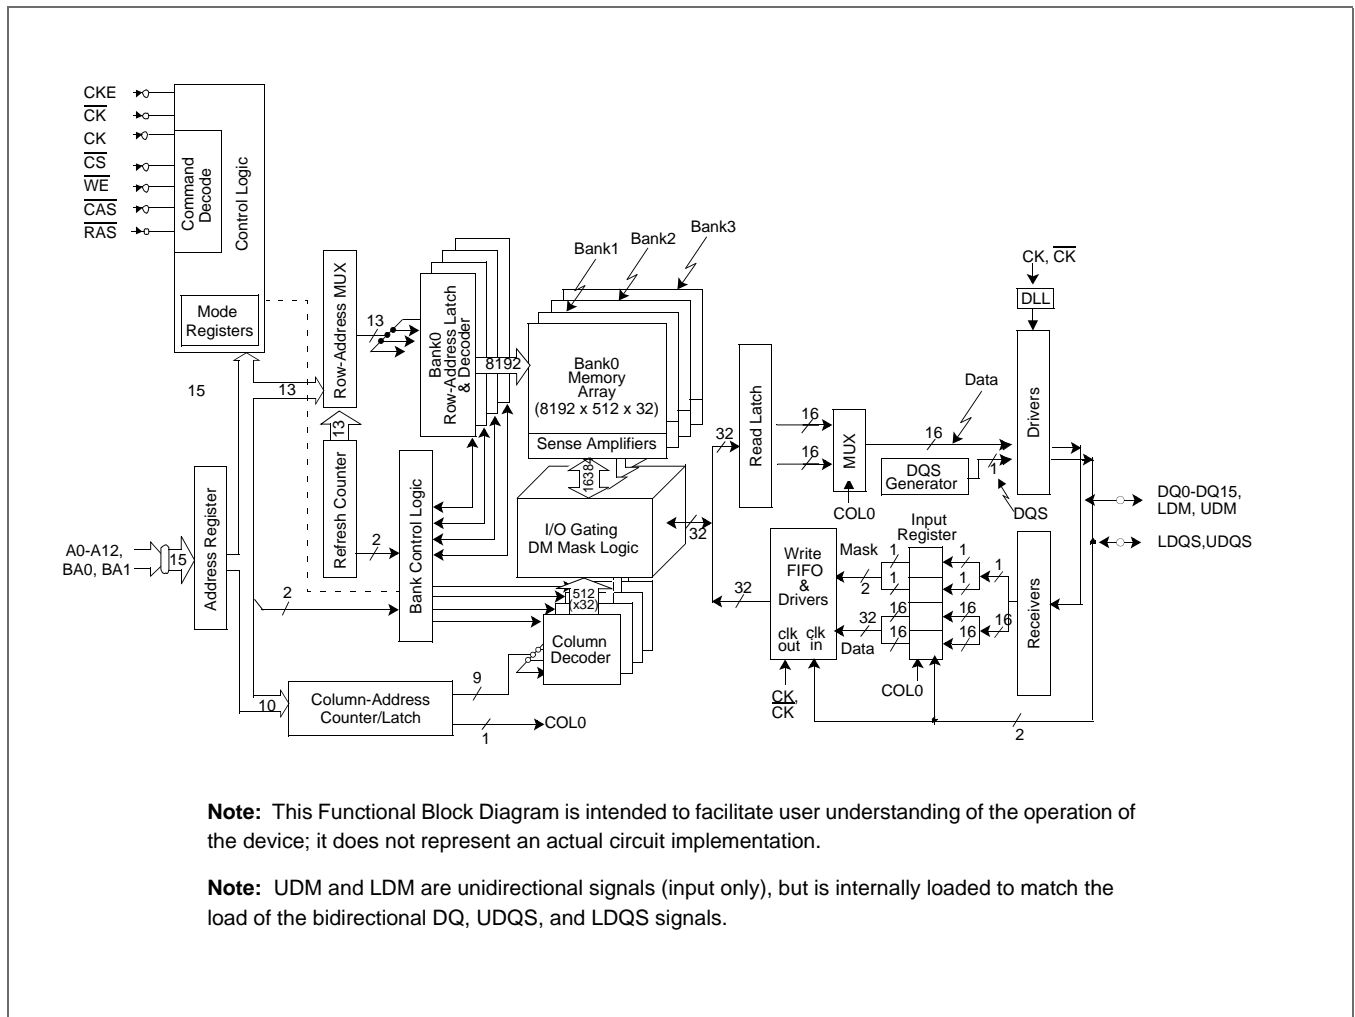 CKE
CK
CK
CS
WE
CAS
RAS
Command
Decode
Control Logic
Mode
Registers
15
13
Row-Address MUX
13
13
Refresh Counter
Bank0
Row-Address Latch
& Decoder
8192
Bank1
Bank2
Bank3
Bank0
Memory
Array
(8192 x 512 x 32)
Sense Amplifiers
16384
I/O Gating
DM Mask Logic
32
A0-A12,
BA0, BA1
15
Address Register
2
2
Bank Control Logic
512
(x32)
Column
Decoder
10
Column-Address
Counter/Latch
9
1
COL0
32
Read Latch
16
16
MUX
COL0
16
Data
DQS
Generator
1
DQS
CK, CK
DLL
Drivers
DQ0-DQ15,
LDM, UDM
LDQS,UDQS
32
Write
FIFO
&
Drivers
clk
out
clk
in
CK,
CK
Mask
2
32
Data
Input
Register
1
1
16
16
1
1
16
16
1
16
COL0
Receivers
2
Note: This Functional Block Diagram is intended to facilitate user understanding of the operation of
the device; it does not represent an actual circuit implementation.
Note: UDM and LDM are unidirectional signals (input only), but is internally loaded to match the
load of the bidirectional DQ, UDQS, and LDQS signals.